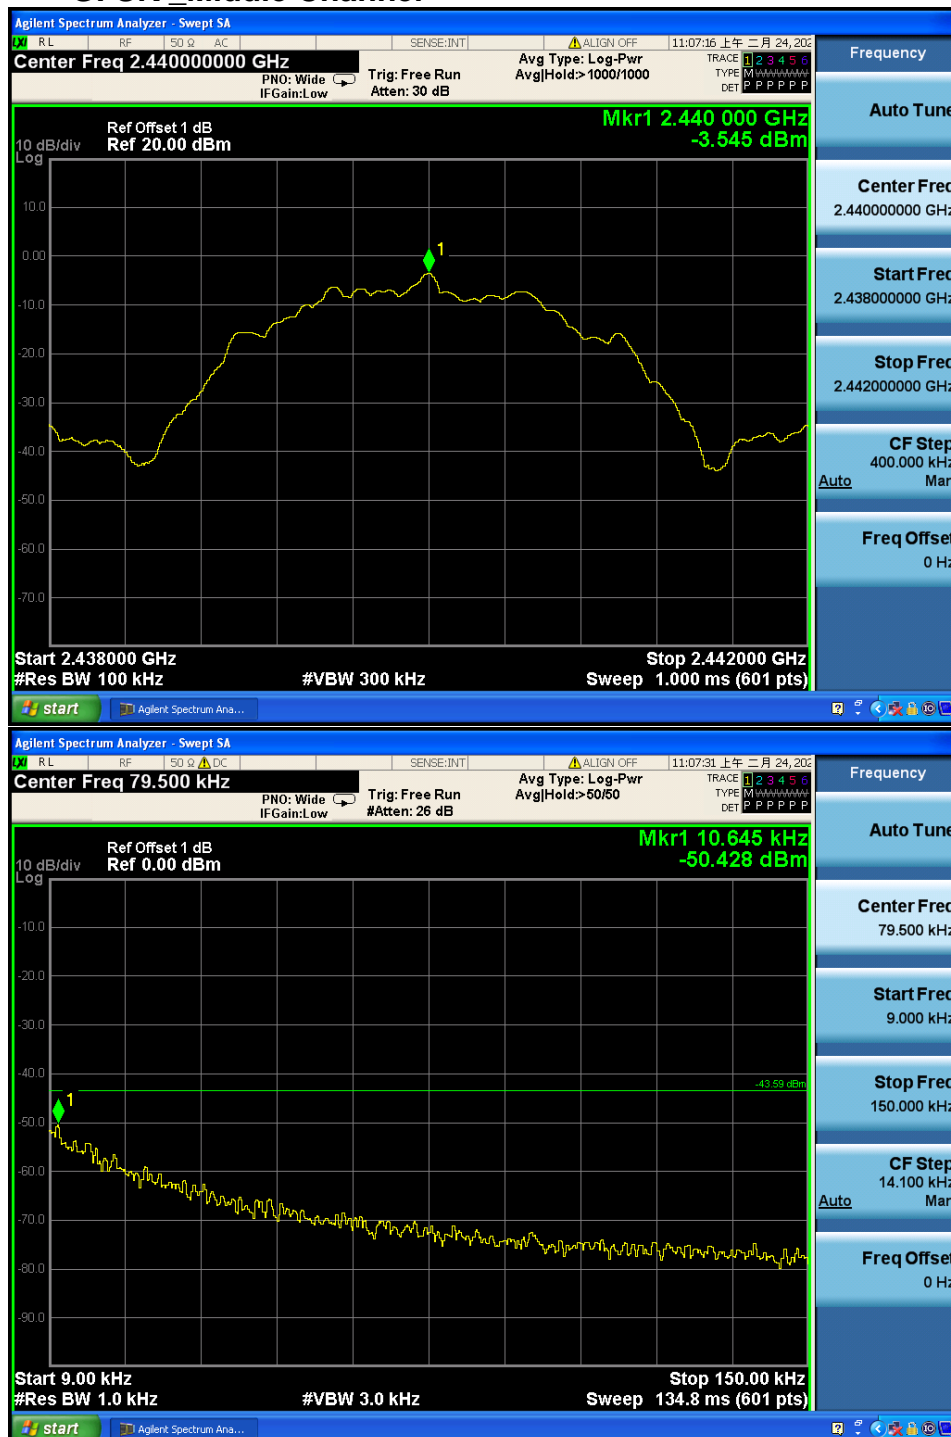 Agilent Spectrum Analyzer - Swept SA
LXI RL RF 50 Ω AC SENSE:INT ALIGN OFF 11:07:16 上午 二月 24, 202
Center Freq 2.440000000 GHz
PNO: Wide
IFGain:Low
Trig: Free Run
Atten: 30 dB
Avg Type: Log-Pwr
Avg|Hold:>1000/1000
TRACE 1 2 3 4 5 6
TYPE M
DET P P P P P P
Frequency
Mkr1 2.440 000 GHz
-3.545 dBm
Ref Offset 1 dB
10 dB/div Ref 20.00 dBm
Log
10.0
0.00
-10.0
-20.0
-30.0
-40.0
-50.0
-60.0
-70.0
1
Start 2.438000 GHz Stop 2.442000 GHz
#Res BW 100 kHz #VBW 300 kHz Sweep 1.000 ms (601 pts)
Auto Tune
Center Freq
2.440000000 GHz
Start Freq
2.438000000 GHz
Stop Freq
2.442000000 GHz
CF Step
400.000 kHz
Auto Man
Freq Offset
0 Hz
start Agilent Spectrum Ana...
Agilent Spectrum Analyzer - Swept SA
LXI RL RF 50 Ω DC SENSE:INT ALIGN OFF 11:07:31 上午 二月 24, 202
Center Freq 79.500 kHz
PNO: Wide
IFGain:Low
Trig: Free Run
#Atten: 26 dB
Avg Type: Log-Pwr
Avg|Hold:>50/50
TRACE 1 2 3 4 5 6
TYPE M
DET P P P P P P
Frequency
Mkr1 10.645 kHz
-50.428 dBm
Ref Offset 1 dB
10 dB/div Ref 0.00 dBm
Log
-10.0
-20.0
-30.0
-40.0
-50.0
-60.0
-70.0
-80.0
-90.0
-43.59 dBm
1
Start 9.00 kHz Stop 150.00 kHz
#Res BW 1.0 kHz #VBW 3.0 kHz Sweep 134.8 ms (601 pts)
Auto Tune
Center Freq
79.500 kHz
Start Freq
9.000 kHz
Stop Freq
150.000 kHz
CF Step
14.100 kHz
Auto Man
Freq Offset
0 Hz
start Agilent Spectrum Ana...